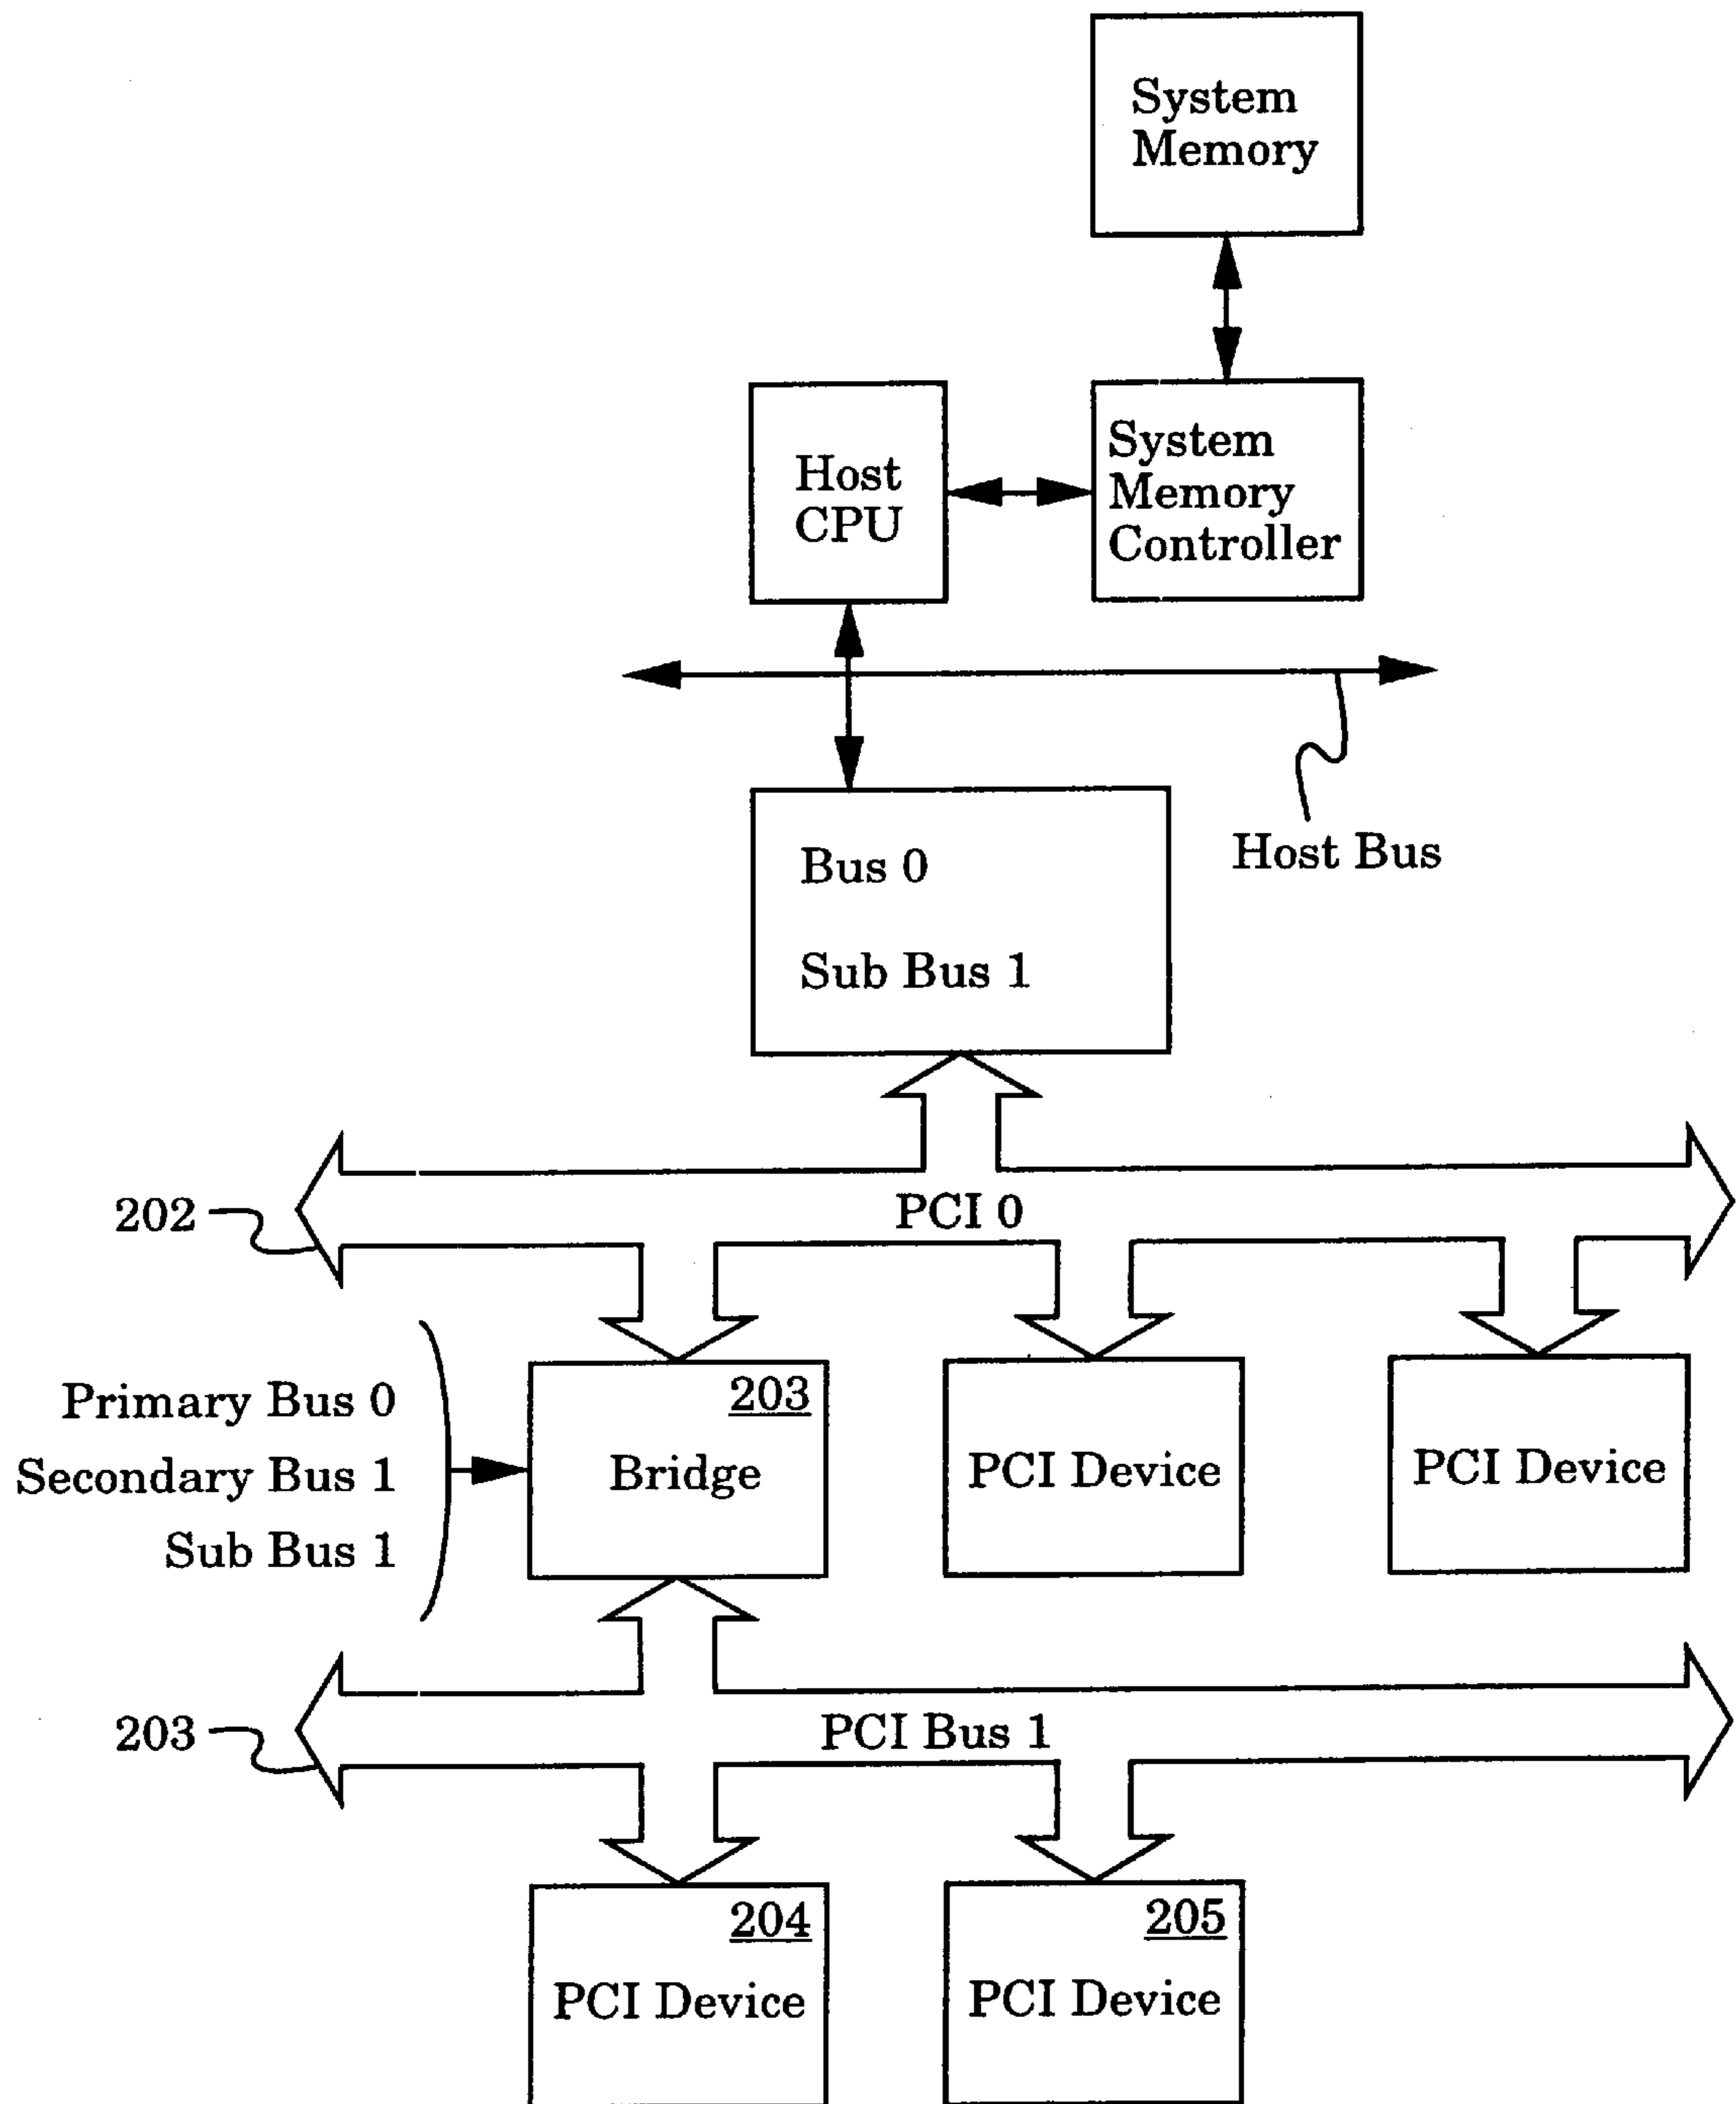 System
Memory
Host
CPU
System
Memory
Controller
Host Bus
Bus 0
Sub Bus 1
202
PCI 0
Primary Bus 0
Secondary Bus 1
Sub Bus 1
203
Bridge
PCI Device
PCI Device
203
PCI Bus 1
204
PCI Device
205
PCI Device